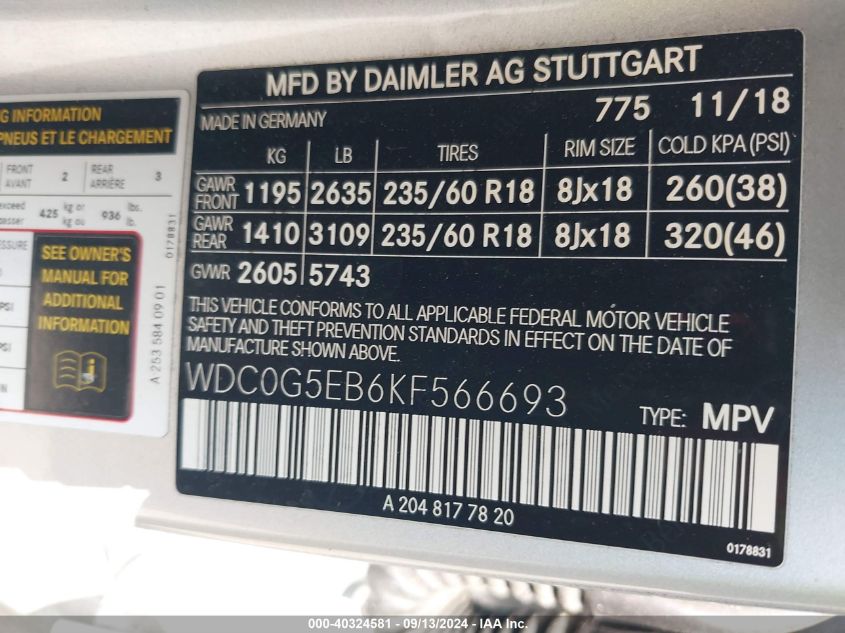 G INFORMATION
PNEUS ET LE CHARGEMENT
FRONT
AVANT
2
REAR
ARRIÈRE
3
exceed
425 kg or
kg ou
936 lbs.
lb.
0178831
SEE OWNER'S
MANUAL FOR
ADDITIONAL
INFORMATION
A 253 584 09 01
MFD BY DAIMLER AG STUTTGART
775 11/18
MADE IN GERMANY
KG LB TIRES RIM SIZE COLD KPA (PSI)
GAWR FRONT 1195 2635 235/60 R18 8Jx18 260(38)
GAWR REAR 1410 3109 235/60 R18 8Jx18 320(46)
GVWR 2605 5743
THIS VEHICLE CONFORMS TO ALL APPLICABLE FEDERAL MOTOR VEHICLE
SAFETY AND THEFT PREVENTION STANDARDS IN EFFECT ON THE DATE OF
MANUFACTURE SHOWN ABOVE.
WDC0G5EB6KF566693
TYPE: MPV
A 204 817 78 20
0178831
000-40324581 - 09/13/2024 - IAA Inc.